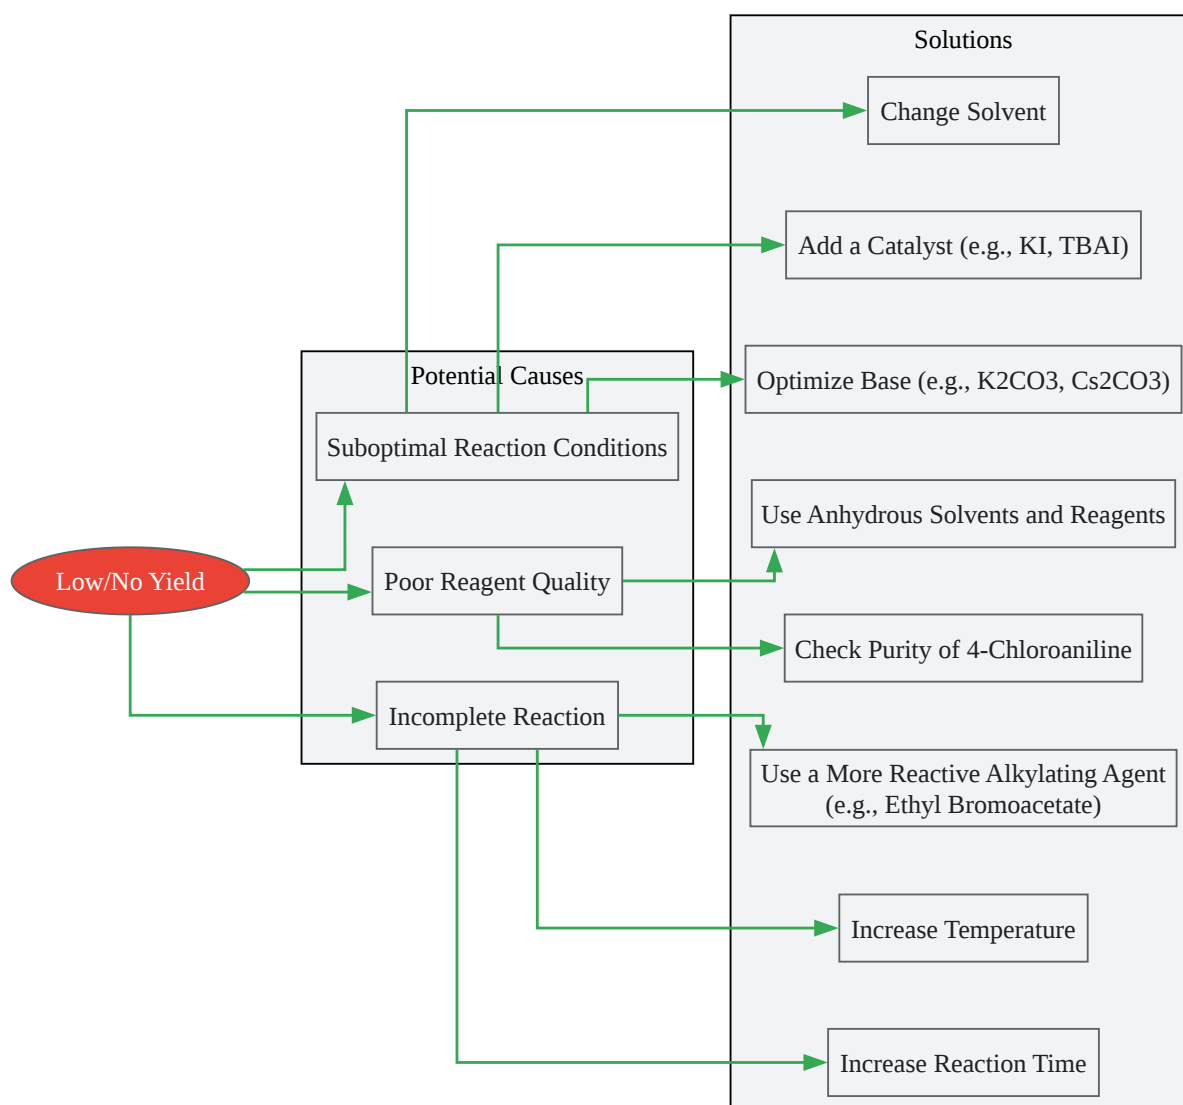 Solutions
Change Solvent
Add a Catalyst (e.g., KI, TBAI)
Optimize Base (e.g., K2CO3, Cs2CO3)
Use Anhydrous Solvents and Reagents
Check Purity of 4-Chloroaniline
Use a More Reactive Alkylating Agent
(e.g., Ethyl Bromoacetate)
Increase Temperature
Increase Reaction Time
Potential Causes
Suboptimal Reaction Conditions
Poor Reagent Quality
Incomplete Reaction
Low/No Yield